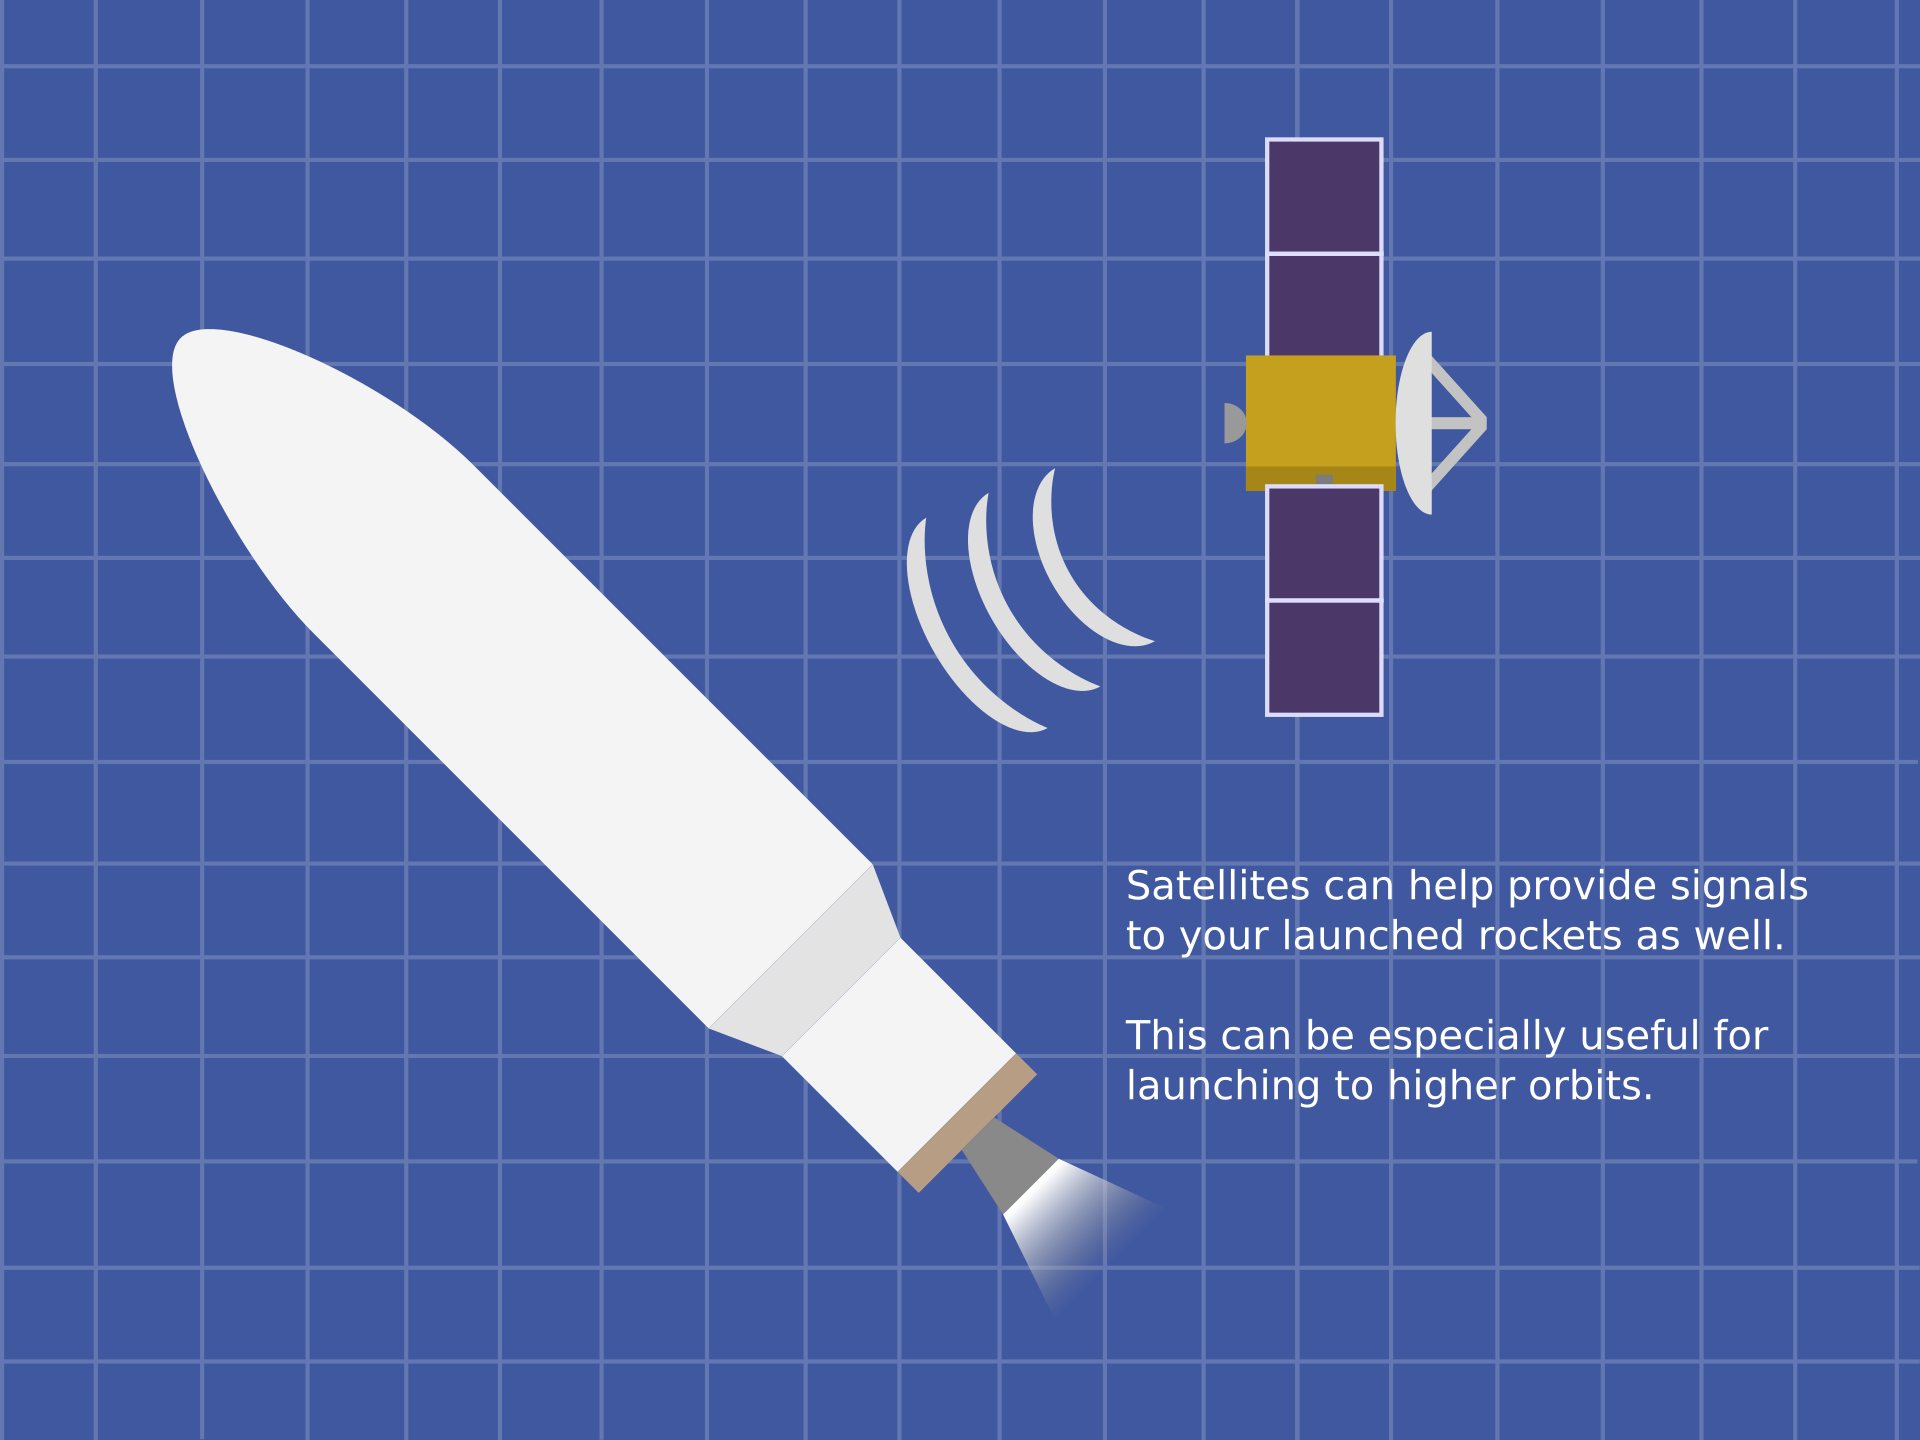 Satellites can help provide signals
to your launched rockets as well.
This can be especially useful for
launching to higher orbits.